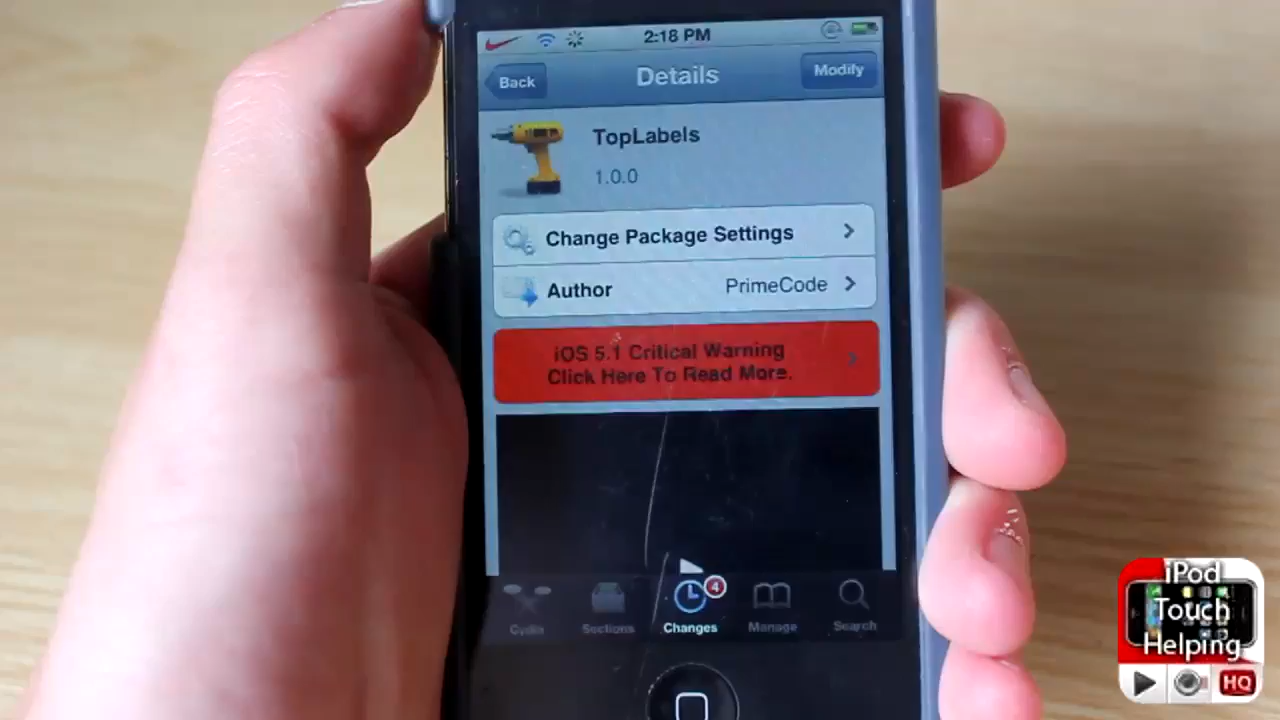 2:18 PM
Back
Details
Modify
TopLabels
1.0.0
Change Package Settings
Author
PrimeCode
iOS 5.1 Critical Warning
Click Here To Read More.
4
Cydia
Sections
Changes
Manage
Search
iPod
Touch
Helping
HQ